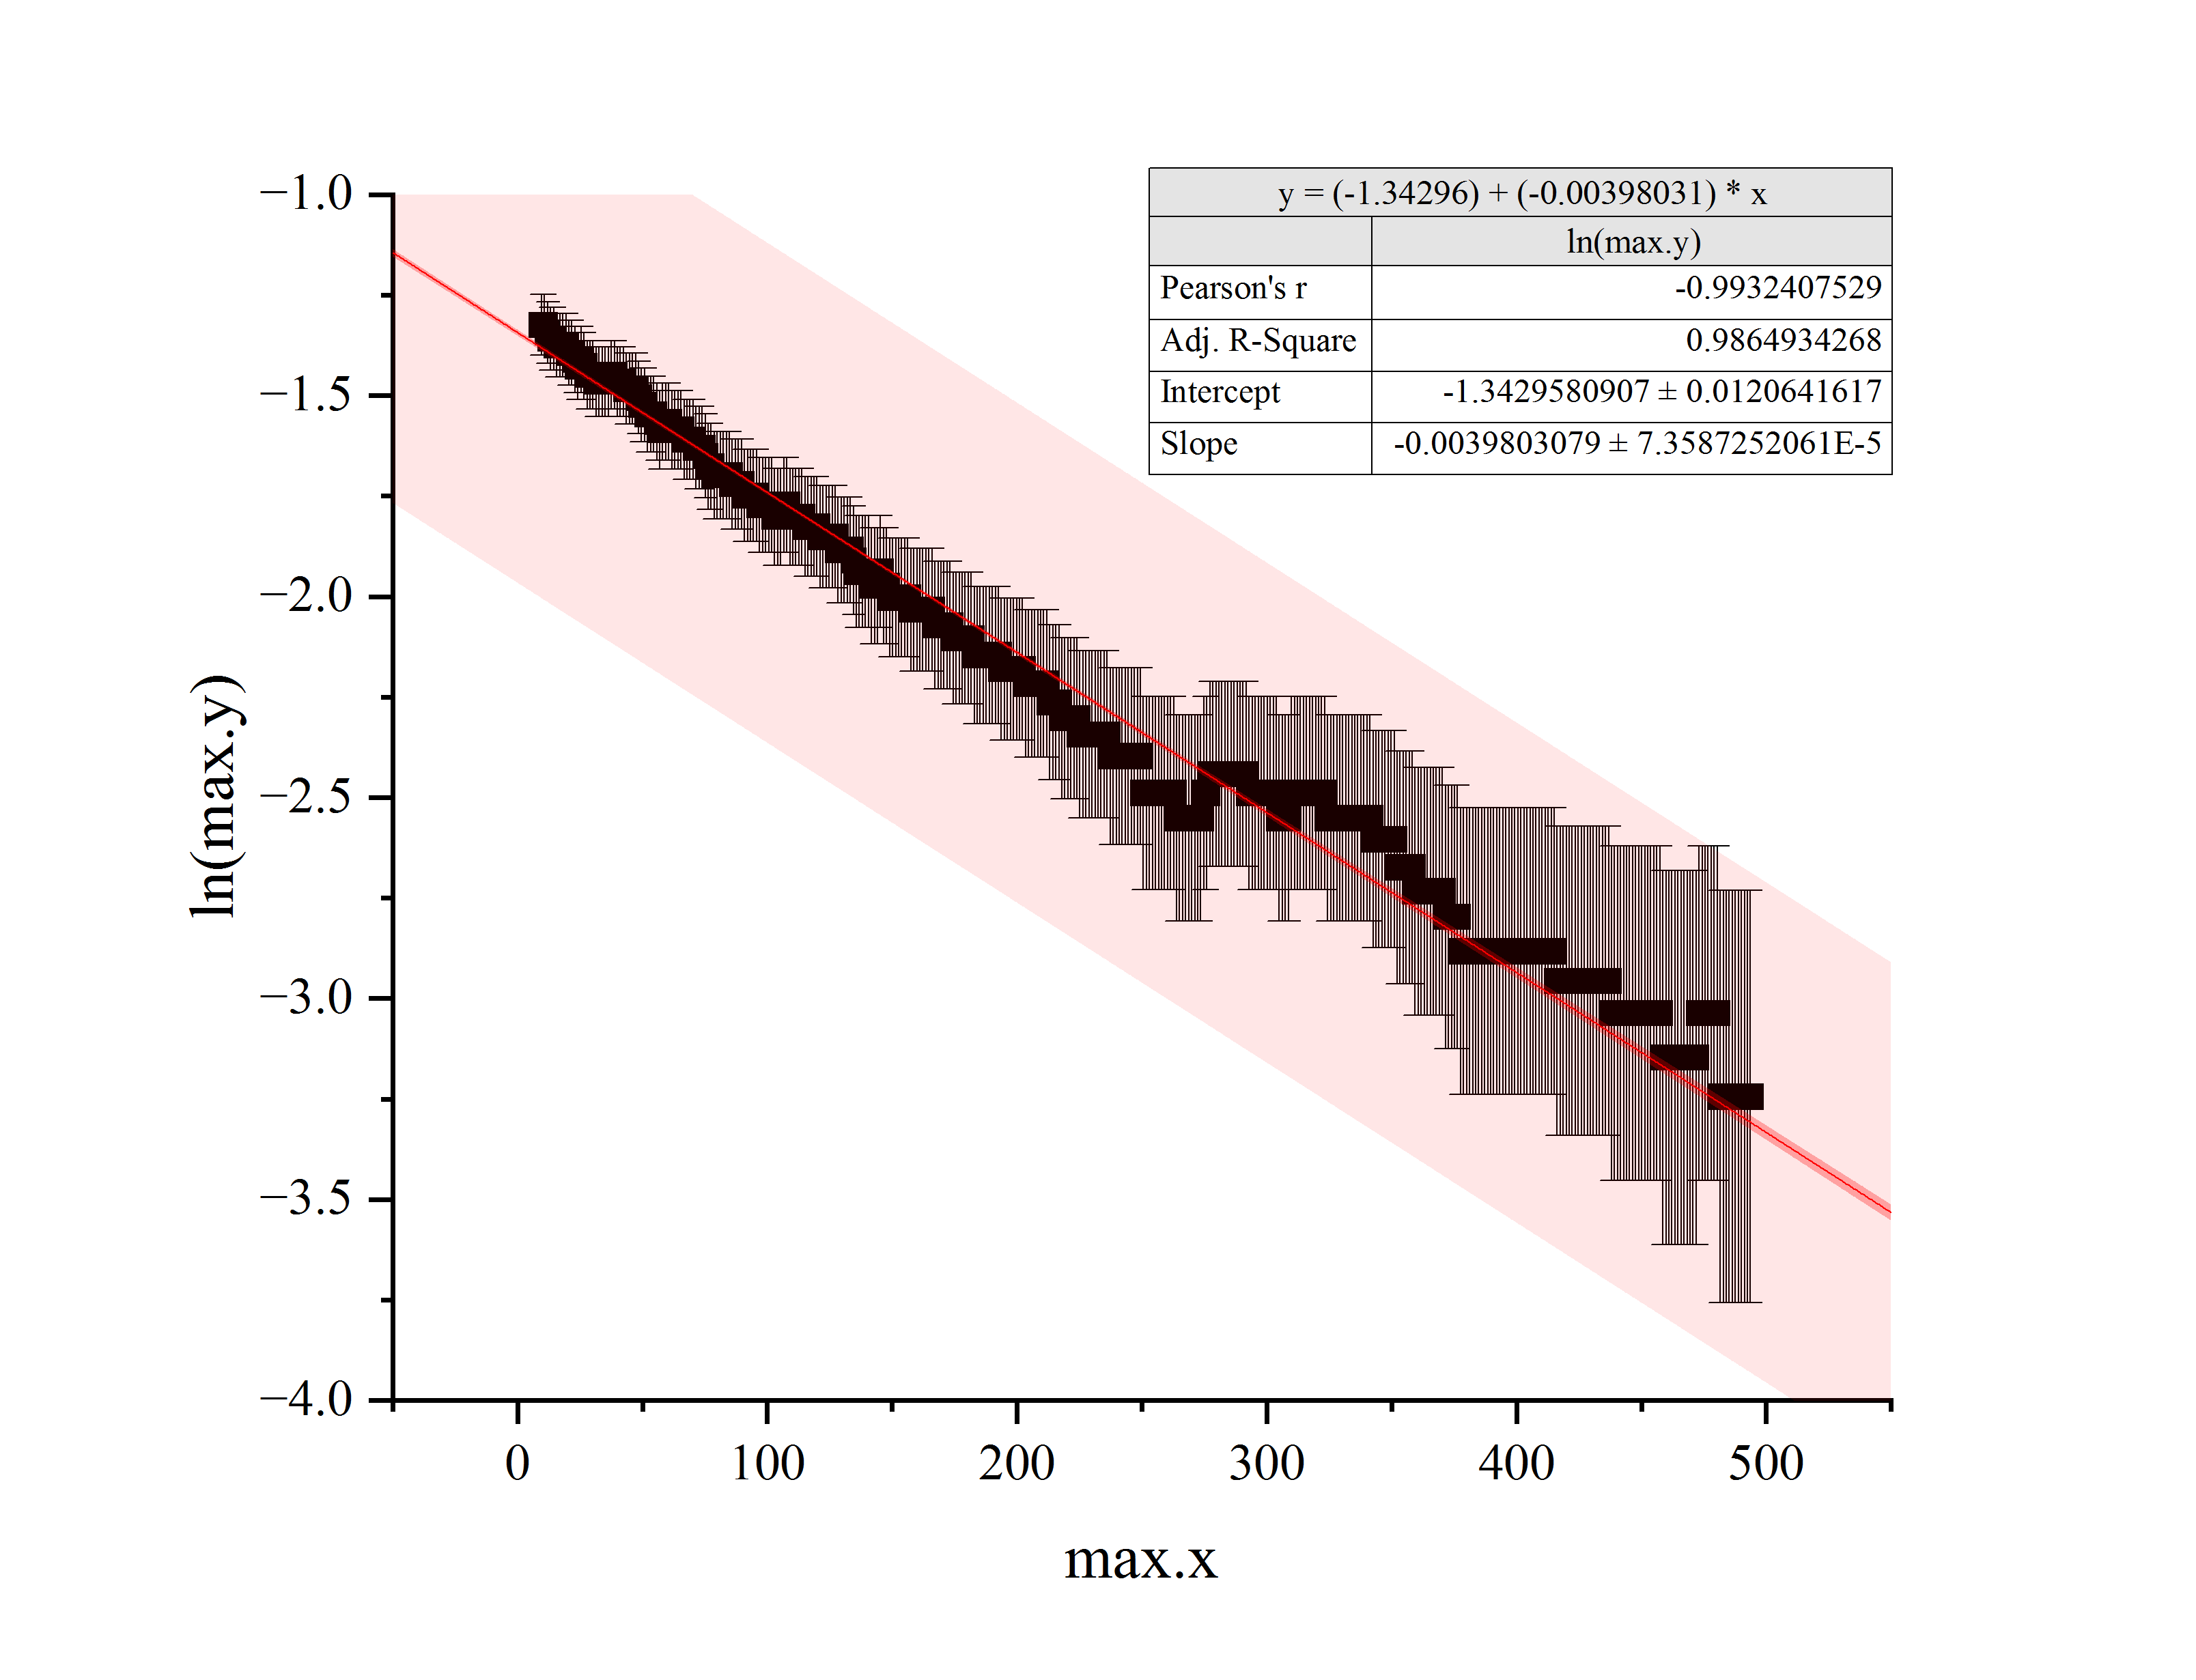 y = (-1.34296) + (-0.00398031) * x
ln(max.y)
Pearson's r -0.9932407529
Adj. R-Square 0.9864934268
Intercept -1.3429580907 ± 0.0120641617
Slope -0.0039803079 ± 7.3587252061E-5
−1.0
−1.5
−2.0
−2.5
−3.0
−3.5
−4.0
ln(max.y)
0 100 200 300 400 500
max.x